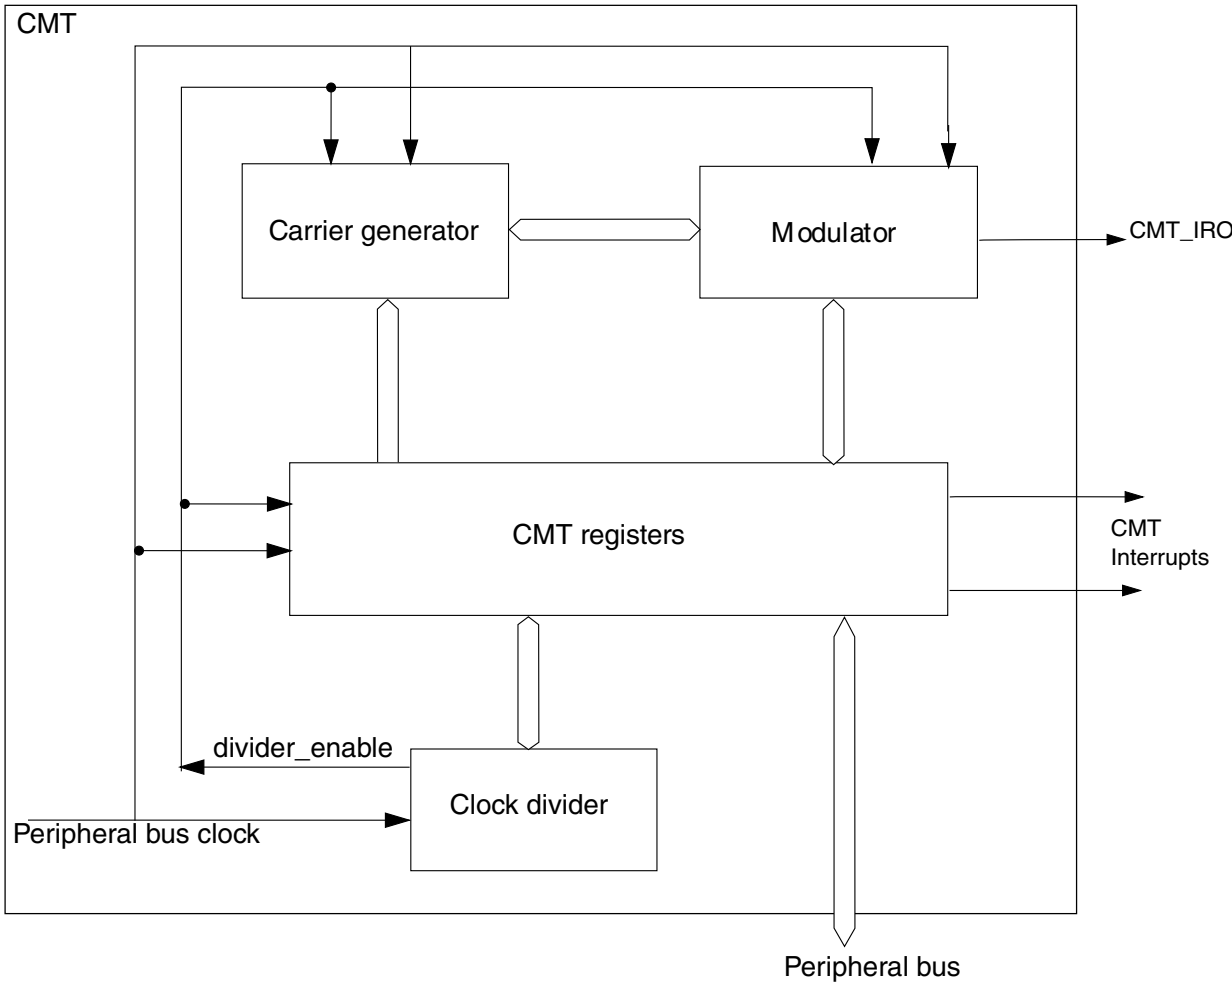 CMT
Carrier generator
Modulator
CMT_IRO
CMT registers
CMT
Interrupts
divider_enable
Clock divider
Peripheral bus clock
Peripheral bus